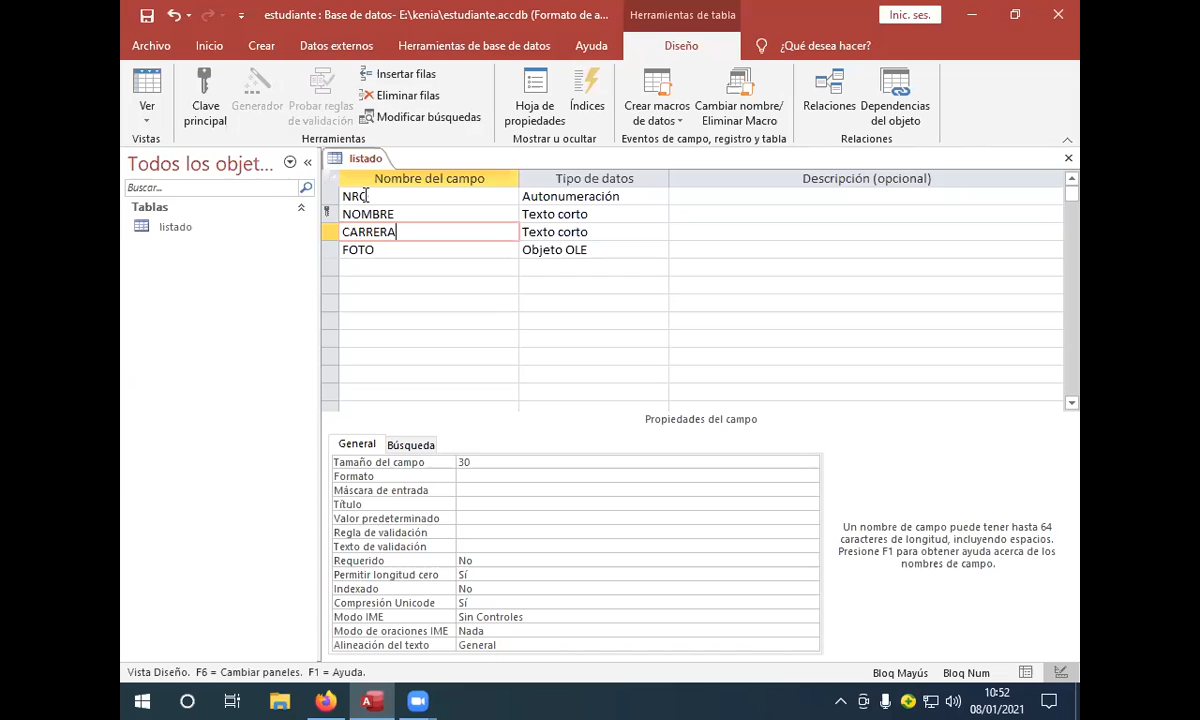 estudiante : Base de datos- E:\kenia\estudiante.accdb (Formato de a...
Herramientas de tabla
Inic. ses.
Archivo Inicio Crear Datos externos Herramientas de base de datos Ayuda Diseño ¿Qué desea hacer?
Ver
Clave principal
Generador
Probar reglas de validación
Insertar filas
Eliminar filas
Modificar búsquedas
Hoja de propiedades
Índices
Crear macros de datos
Cambiar nombre/ Eliminar Macro
Relaciones
Dependencias del objeto
Vistas Herramientas Mostrar u ocultar Eventos de campo, registro y tabla Relaciones
Todos los objet... «
Buscar...
Tablas
listado
listado
Nombre del campo Tipo de datos Descripción (opcional)
NRO Autonumeración
NOMBRE Texto corto
CARRERA Texto corto
FOTO Objeto OLE
Propiedades del campo
General Búsqueda
Tamaño del campo 30
Formato
Máscara de entrada
Título
Valor predeterminado
Regla de validación
Texto de validación
Requerido No
Permitir longitud cero Sí
Indexado No
Compresión Unicode Sí
Modo IME Sin Controles
Modo de oraciones IME Nada
Alineación del texto General
Un nombre de campo puede tener hasta 64
caracteres de longitud, incluyendo espacios.
Presione F1 para obtener ayuda acerca de los
nombres de campo.
Vista Diseño. F6 = Cambiar paneles. F1 = Ayuda.
Bloq Mayús Bloq Num
10:52
08/01/2021